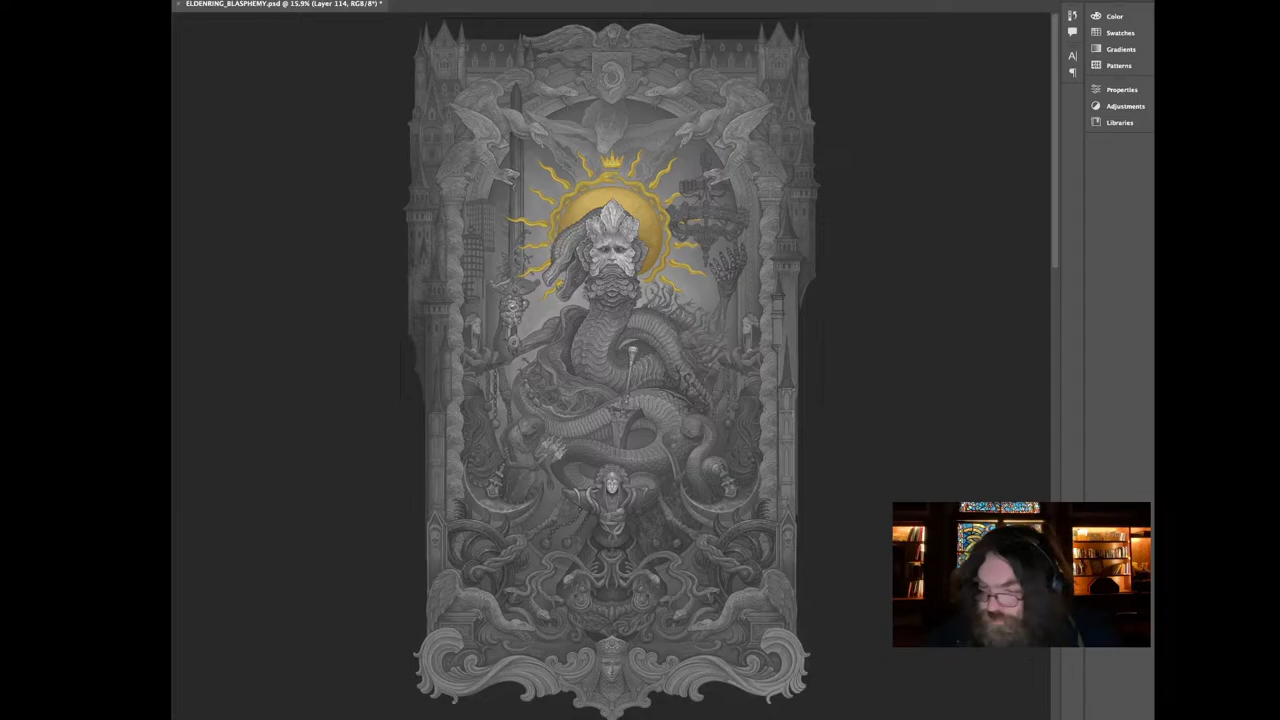 ELDENRING_BLASPHEMY.psd @ 15.9% (Layer 114, RGB/8*) *
Color
Swatches
Gradients
Patterns
Properties
Adjustments
Libraries